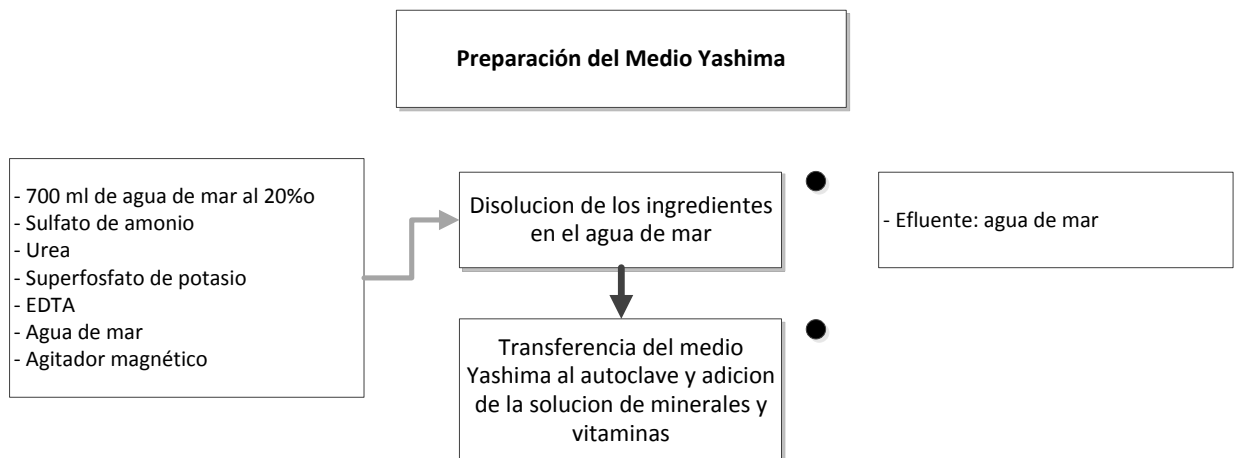 Preparación del Medio Yashima
- 700 ml de agua de mar al 20%o
- Sulfato de amonio
- Urea
- Superfosfato de potasio
- EDTA
- Agua de mar
- Agitador magnético
Disolucion de los ingredientes
en el agua de mar
- Efluente: agua de mar
Transferencia del medio
Yashima al autoclave y adicion
de la solucion de minerales y
vitaminas